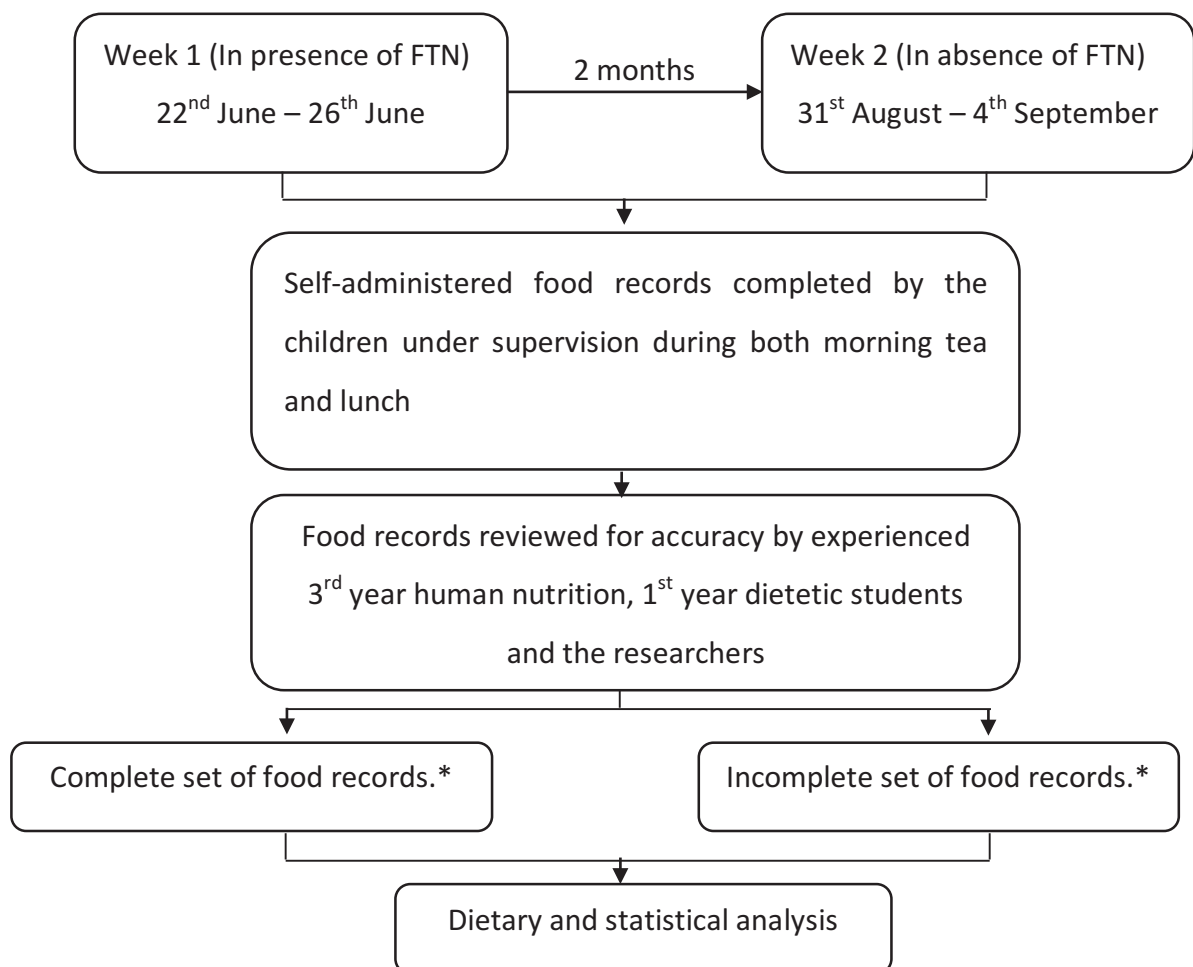 Week 1 (In presence of FTN)
22nd June – 26th June
2 months
Week 2 (In absence of FTN)
31st August – 4th September
Self-administered food records completed by the
children under supervision during both morning tea
and lunch
Food records reviewed for accuracy by experienced
3rd year human nutrition, 1st year dietetic students
and the researchers
Complete set of food records.*
Incomplete set of food records.*
Dietary and statistical analysis